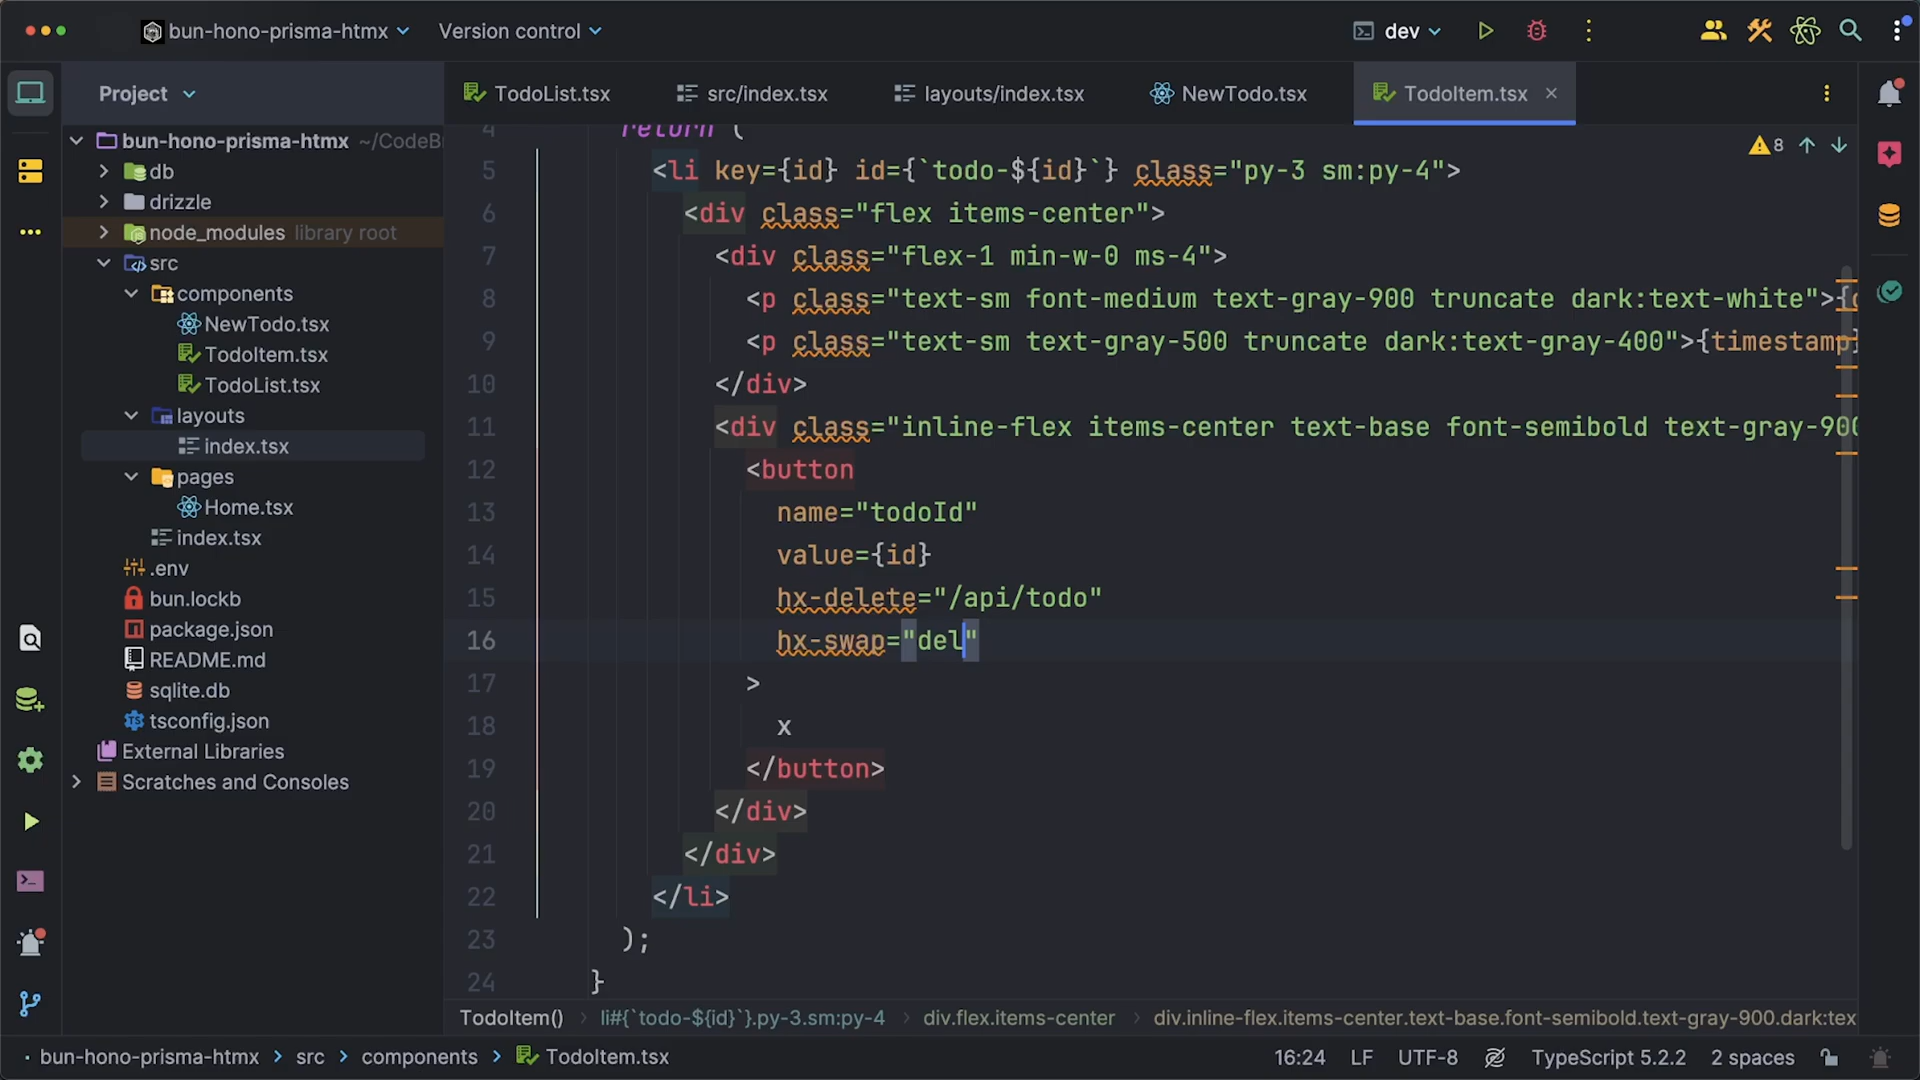 bun-hono-prisma-htmx
Version control
dev
Project
TodoList.tsx
src/index.tsx
layouts/index.tsx
NewTodo.tsx
TodoItem.tsx
bun-hono-prisma-htmx ~/CodeB
db
drizzle
node_modules library root
src
components
NewTodo.tsx
TodoItem.tsx
TodoList.tsx
layouts
index.tsx
pages
Home.tsx
index.tsx
.env
bun.lockb
package.json
README.md
sqlite.db
tsconfig.json
External Libraries
Scratches and Consoles
8
4 return (
5 <li key={id} id={`todo-${id}`} class="py-3 sm:py-4">
6 <div class="flex items-center">
7 <div class="flex-1 min-w-0 ms-4">
8 <p class="text-sm font-medium text-gray-900 truncate dark:text-white">{
9 <p class="text-sm text-gray-500 truncate dark:text-gray-400">{timestamp}
10 </div>
11 <div class="inline-flex items-center text-base font-semibold text-gray-900
12 <button
13 name="todoId"
14 value={id}
15 hx-delete="/api/todo"
16 hx-swap="del"
17 >
18 x
19 </button>
20 </div>
21 </div>
22 </li>
23 );
24 }
TodoItem() > li#{`todo-${id}`}.py-3.sm:py-4 > div.flex.items-center > div.inline-flex.items-center.text-base.font-semibold.text-gray-900.dark:tex
bun-hono-prisma-htmx > src > components > TodoItem.tsx
16:24 LF UTF-8 TypeScript 5.2.2 2 spaces